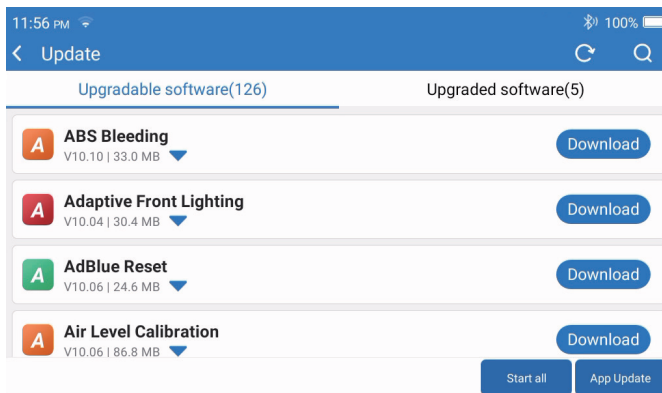 11:56 PM 100%
Update
Upgradable software(126) Upgraded software(5)
A ABS Bleeding
V10.10 | 33.0 MB
Download
A Adaptive Front Lighting
V10.04 | 30.4 MB
Download
A AdBlue Reset
V10.06 | 24.6 MB
Download
A Air Level Calibration
V10.06 | 86.8 MB
Download
Start all App Update